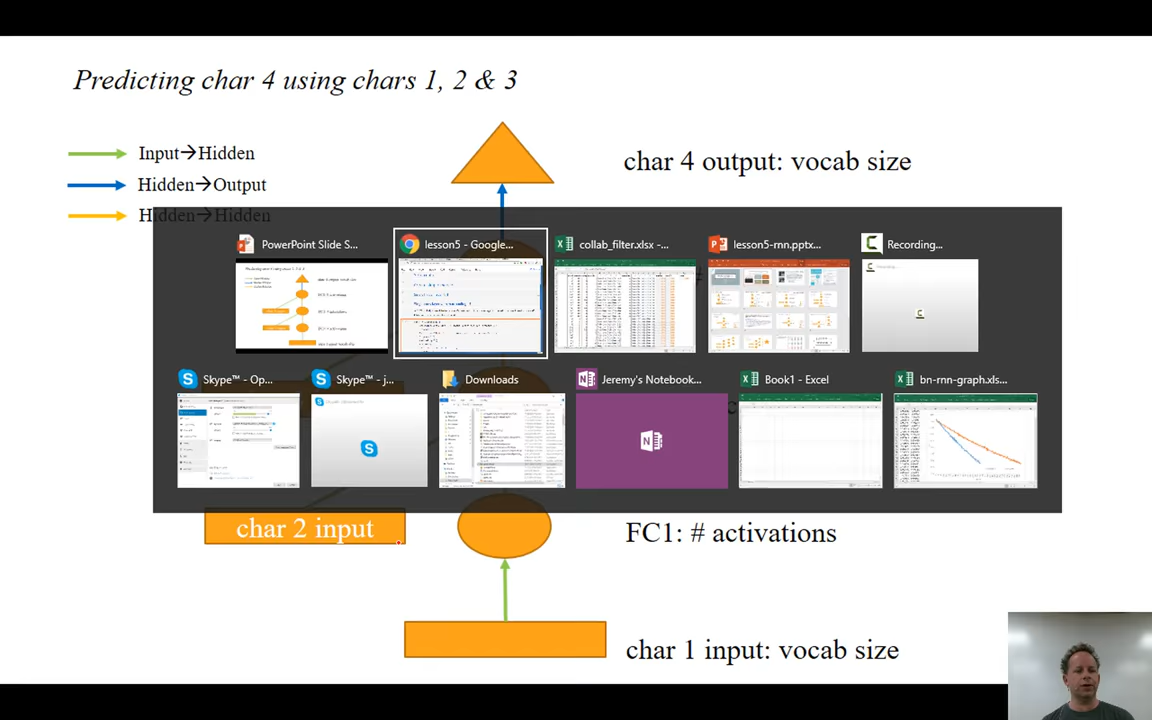 Predicting char 4 using chars 1, 2 & 3
Input→Hidden
Hidden→Output
Hidden→Hidden
char 4 output: vocab size
PowerPoint Slide S...
lesson5 - Google...
collab_filter.xlsx -...
lesson5-rnn.pptx...
Recording...
Skype™ - Op...
Skype™ - j...
Downloads
Jeremy's Notebook...
Book1 - Excel
bn-rnn-graph.xls...
char 2 input
FC1: # activations
char 1 input: vocab size